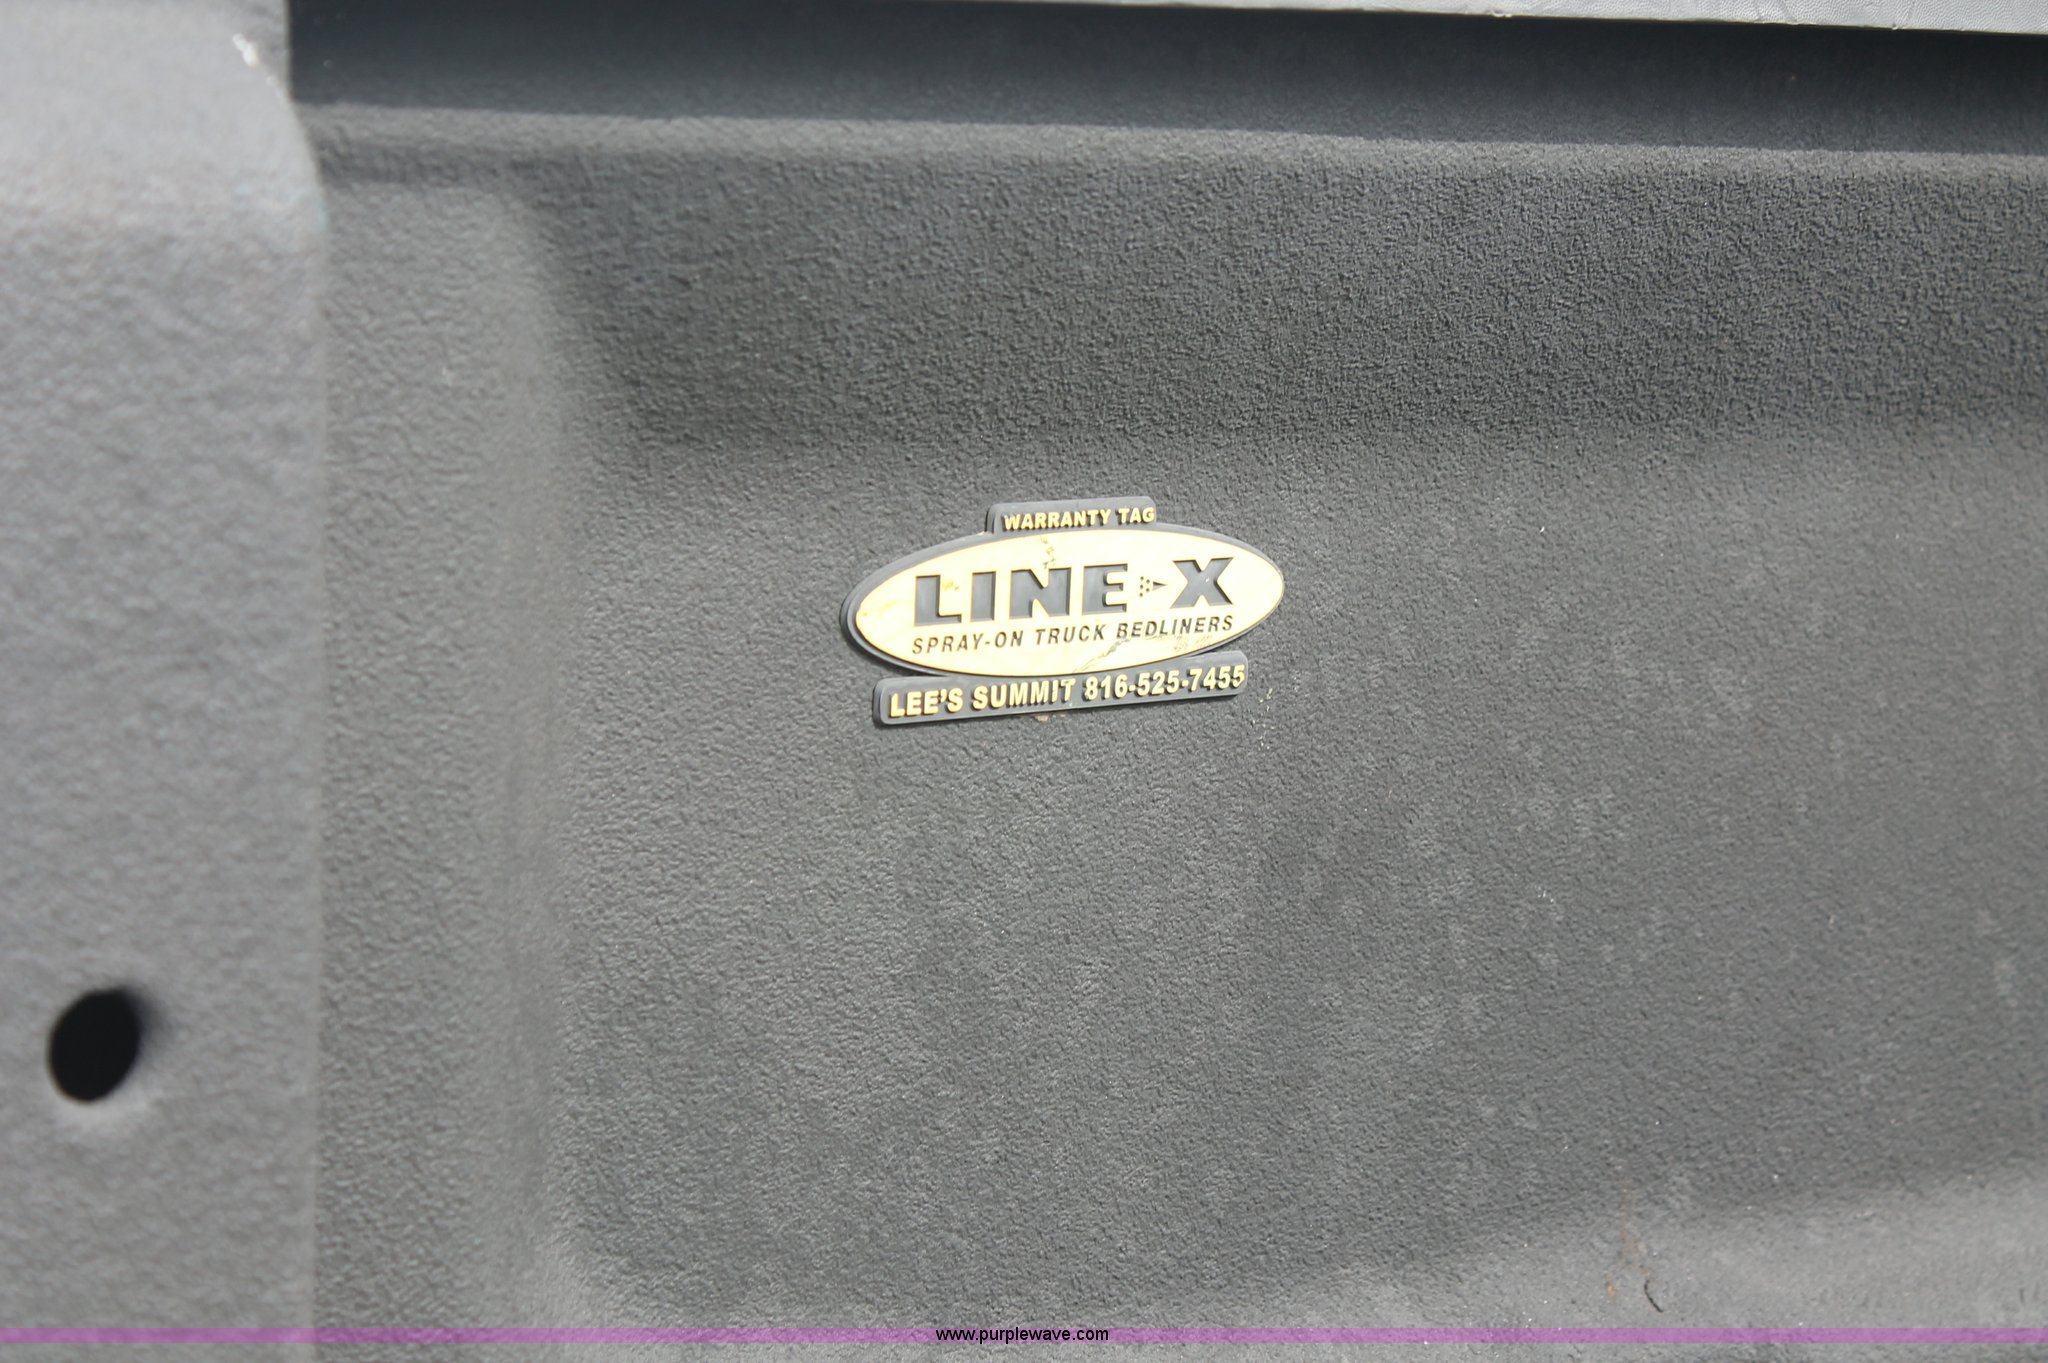 WARRANTY TAG
LINE-X
SPRAY-ON TRUCK BEDLINERS
LEE'S SUMMIT 816-525-7455
www.purplewave.com